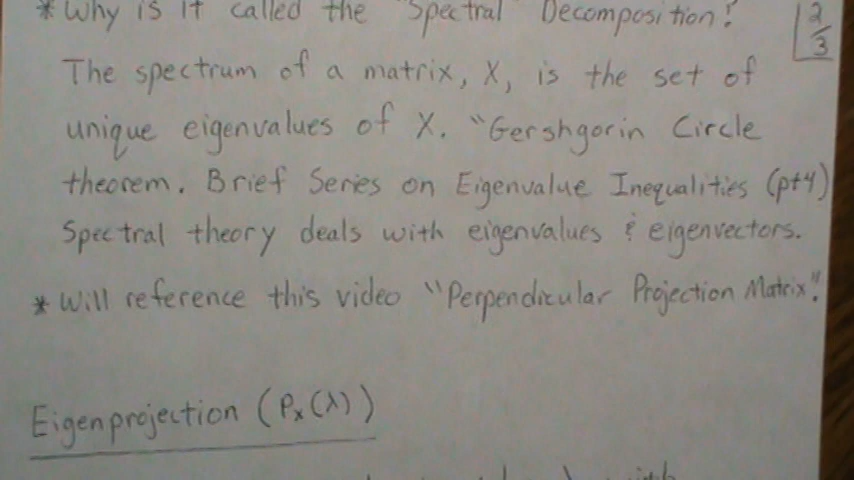 * Why is it called the "Spectral" Decomposition?
2/3
The spectrum of a matrix, X, is the set of
unique eigenvalues of X. "Gershgorin Circle
theorem. Brief Series on Eigenvalue Inequalities (pt4)
Spectral theory deals with eigenvalues & eigenvectors.
* Will reference this video "Perpendicular Projection Matrix".
Eigenprojection (Px(λ))